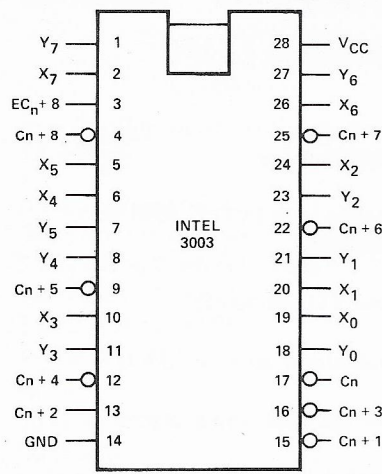 Y7 1 28 VCC
X7 2 27 Y6
ECn + 8 3 26 X6
Cn + 8 4 25 Cn + 7
X5 5 24 X2
X4 6 23 Y2
Y5 7 INTEL 22 Cn + 6
3003
Y4 8 21 Y1
Cn + 5 9 20 X1
X3 10 19 X0
Y3 11 18 Y0
Cn + 4 12 17 Cn
Cn + 2 13 16 Cn + 3
GND 14 15 Cn + 1